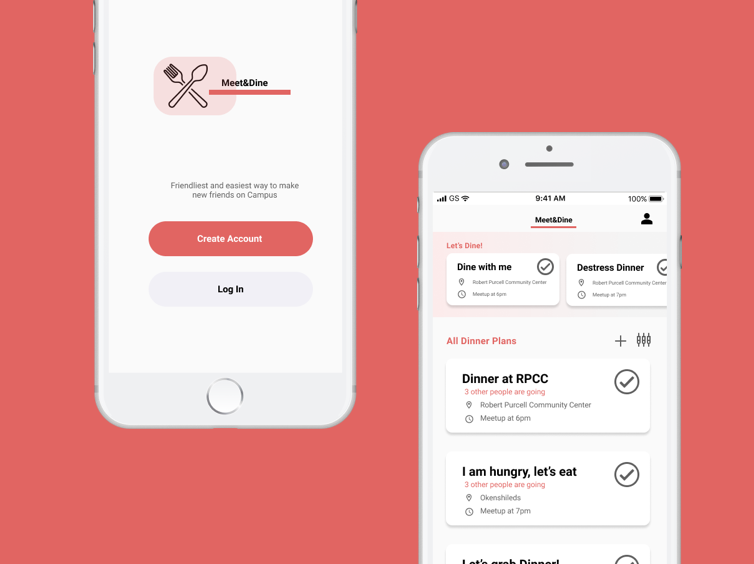 Meet&Dine
Friendliest and easiest way to make
new friends on Campus
Create Account
Log In
GS 9:41 AM 100%
Meet&Dine
Let's Dine!
Dine with me
Robert Purcell Community Center
Meetup at 6pm
Destress Dinner
Robert Purcell Community Center
Meetup at 7pm
All Dinner Plans
Dinner at RPCC
3 other people are going
Robert Purcell Community Center
Meetup at 6pm
I am hungry, let's eat
3 other people are going
Okenshileds
Meetup at 7pm
Let's grab Dinner!